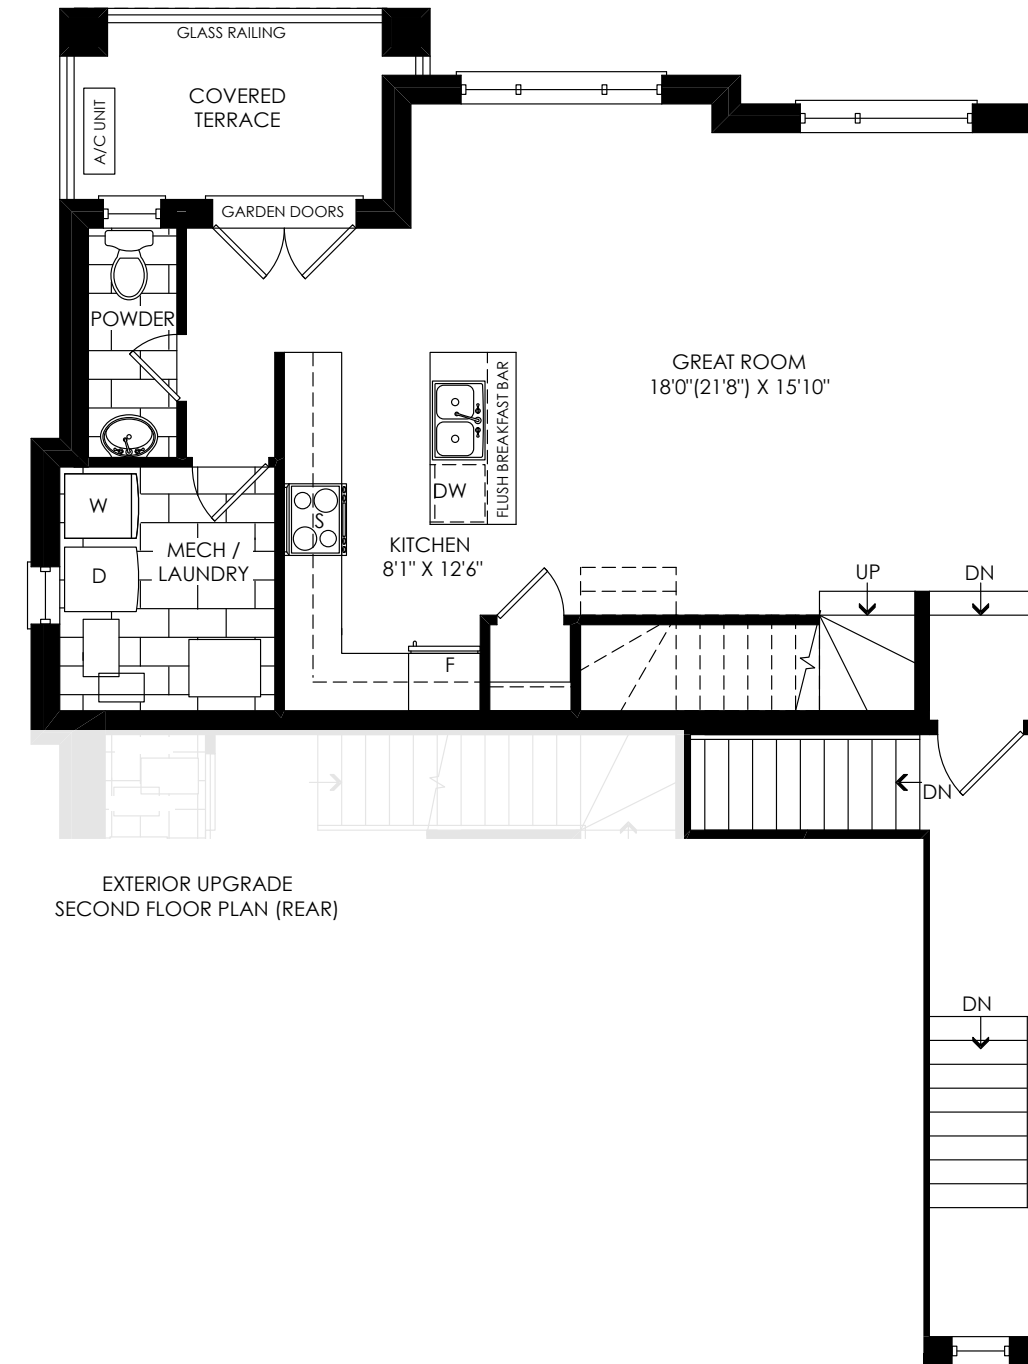 GLASS RAILING
COVERED
TERRACE
A/C UNIT
GARDEN DOORS
POWDER
GREAT ROOM
18'0"(21'8") X 15'10"
FLUSH BREAKFAST BAR
DW
W
S
KITCHEN
8'1" X 12'6"
MECH /
LAUNDRY
D
UP
DN
F
DN
EXTERIOR UPGRADE
SECOND FLOOR PLAN (REAR)
DN